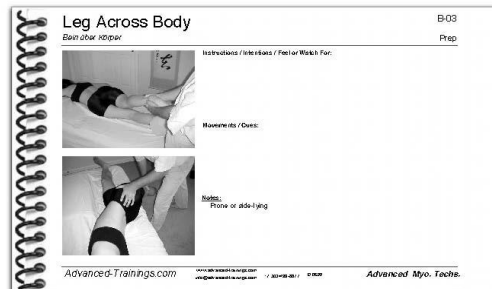 Leg Across Body
B-03
Bein über Körper
Prep
Instructions / Intentions / Feel or Watch For:
Movements / Cues:
Notes:
Prone or side-lying
Advanced-Trainings.com
Advanced Myo. Techs.